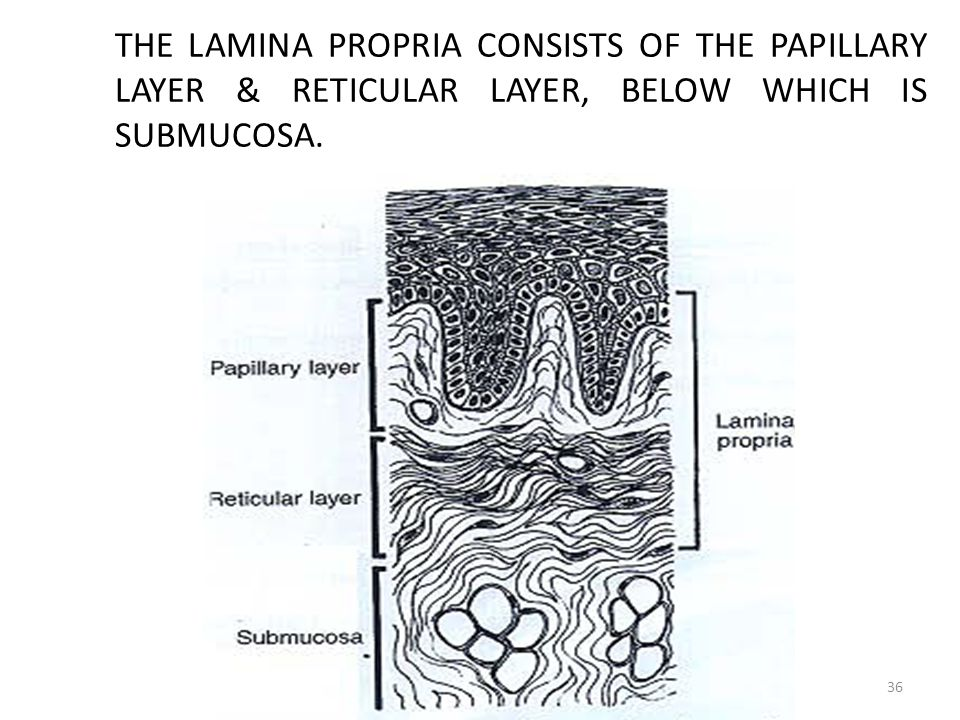 THE LAMINA PROPRIA CONSISTS OF THE PAPILLARY
LAYER & RETICULAR LAYER, BELOW WHICH IS
SUBMUCOSA.
Papillary layer
Lamina
propria
Reticular layer
Submucosa
36